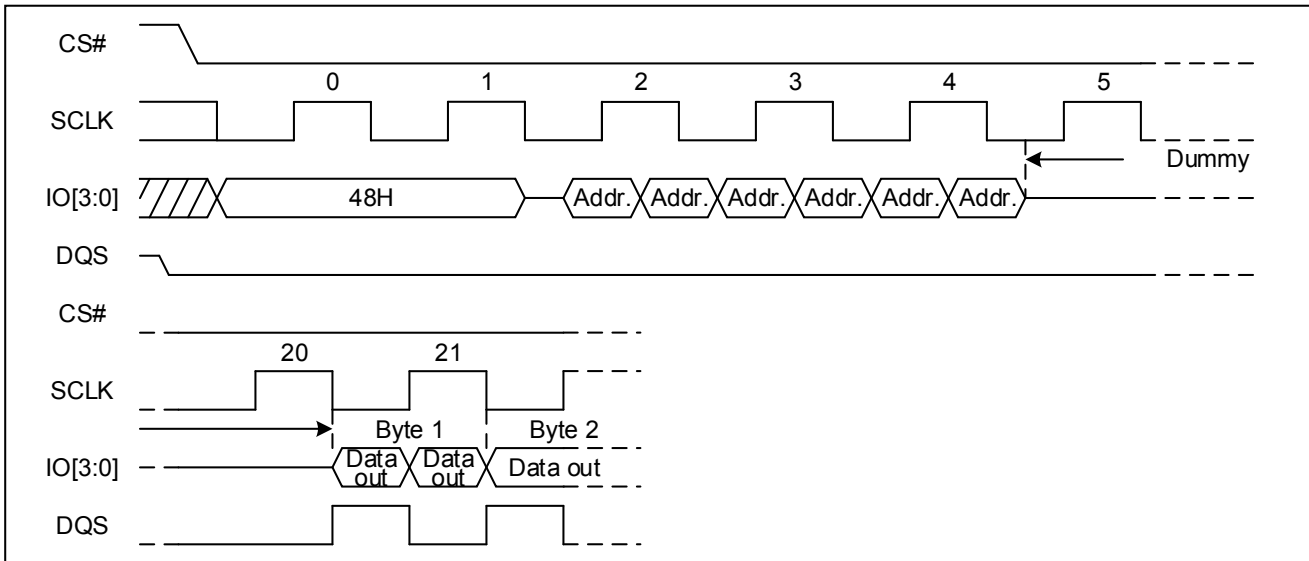 CS#
0 1 2 3 4 5
SCLK
Dummy
IO[3:0] 48H Addr. Addr. Addr. Addr. Addr. Addr.
DQS
CS#
20 21
SCLK
Byte 1 Byte 2
IO[3:0] Data out Data out Data out
DQS